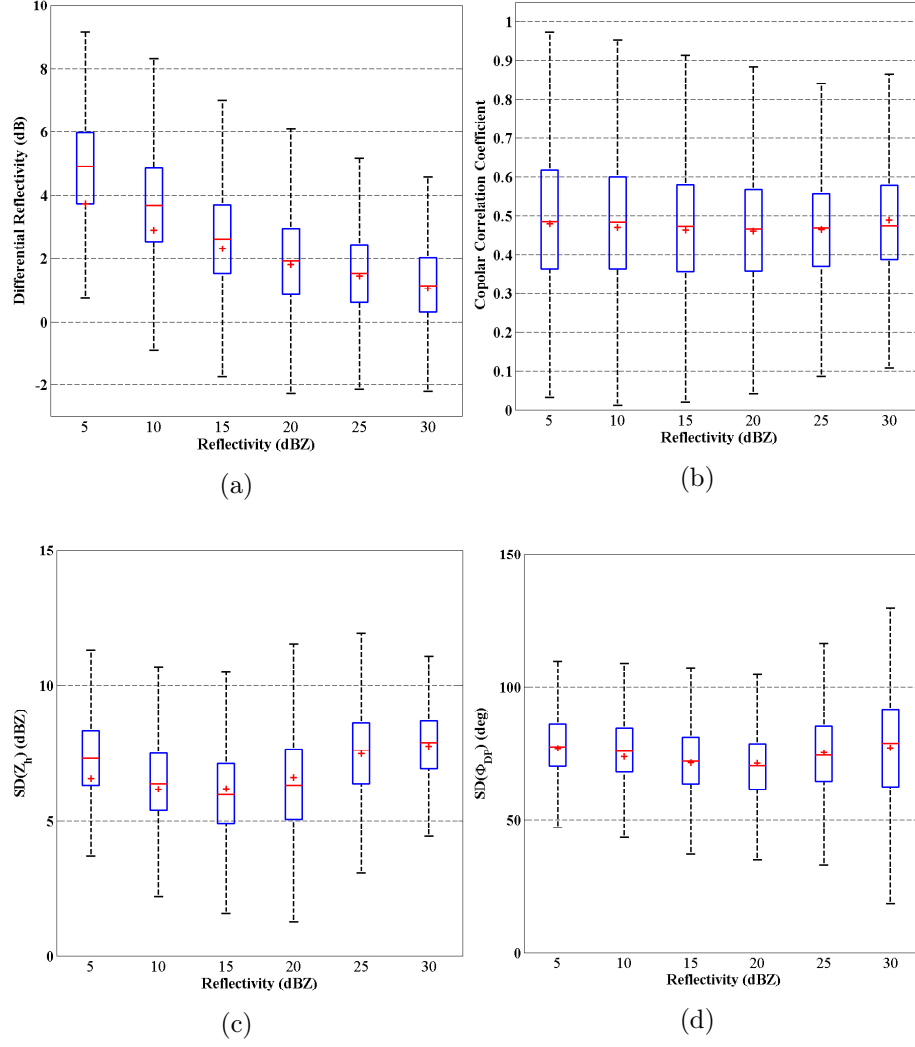 10
8
6
4
2
0
-2
Differential Reflectivity (dB)
5 10 15 20 25 30
Reflectivity (dBZ)
(a)
1
0.9
0.8
0.7
0.6
0.5
0.4
0.3
0.2
0.1
0
Copolar Correlation Coefficient
5 10 15 20 25 30
Reflectivity (dBZ)
(b)
15
10
5
0
SD(Z_h) (dBZ)
5 10 15 20 25 30
Reflectivity (dBZ)
(c)
150
100
50
0
SD(Φ_DP) (deg)
5 10 15 20 25 30
Reflectivity (dBZ)
(d)